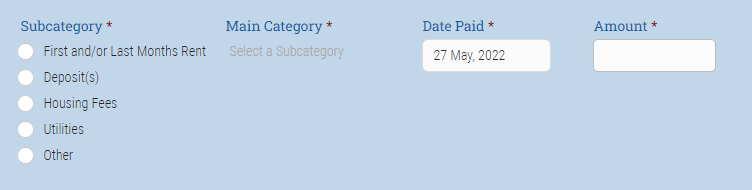 Subcategory *
First and/or Last Months Rent
Deposit(s)
Housing Fees
Utilities
Other
Main Category *
Select a Subcategory
Date Paid *
27 May, 2022
Amount *